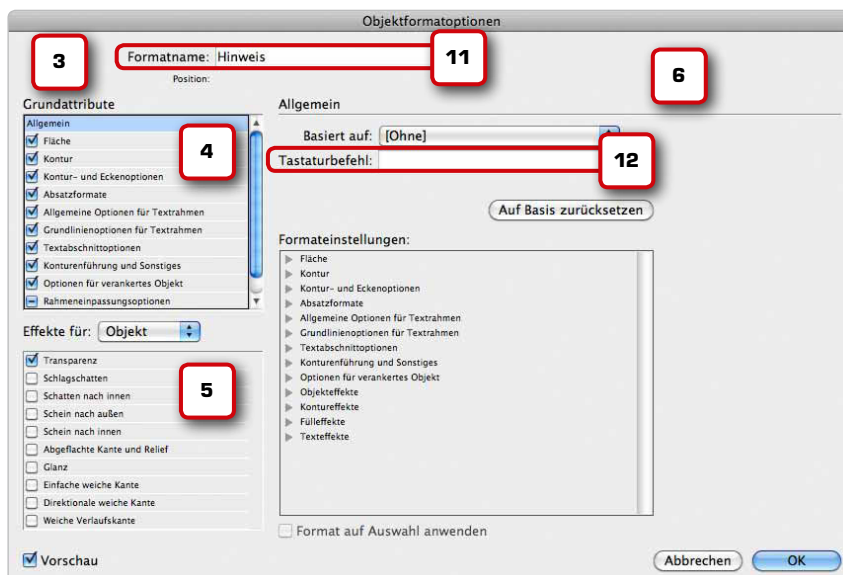 Objektformatoptionen
3
Formatname: Hinweis
11
Position:
6
Grundattribute
Allgemein
Fläche
Kontur
Kontur- und Eckenoptionen
Absatzformate
Allgemeine Optionen für Textrahmen
Grundlinienoptionen für Textrahmen
Textabschnittoptionen
Konturenführung und Sonstiges
Optionen für verankertes Objekt
Rahmeneinpassungsoptionen
4
Effekte für: Objekt
Transparenz
Schlagschatten
Schatten nach innen
Schein nach außen
Schein nach innen
Abgeflachte Kante und Relief
Glanz
Einfache weiche Kante
Direktionale weiche Kante
Weiche Verlaufskante
5
Vorschau
Allgemein
Basiert auf: [Ohne]
Tastaturbefehl:
12
Auf Basis zurücksetzen
Formateinstellungen:
Fläche
Kontur
Kontur- und Eckenoptionen
Absatzformate
Allgemeine Optionen für Textrahmen
Grundlinienoptionen für Textrahmen
Textabschnittoptionen
Konturenführung und Sonstiges
Optionen für verankertes Objekt
Objekteffekte
Kontureffekte
Fülleffekte
Texteffekte
Format auf Auswahl anwenden
Abbrechen
OK